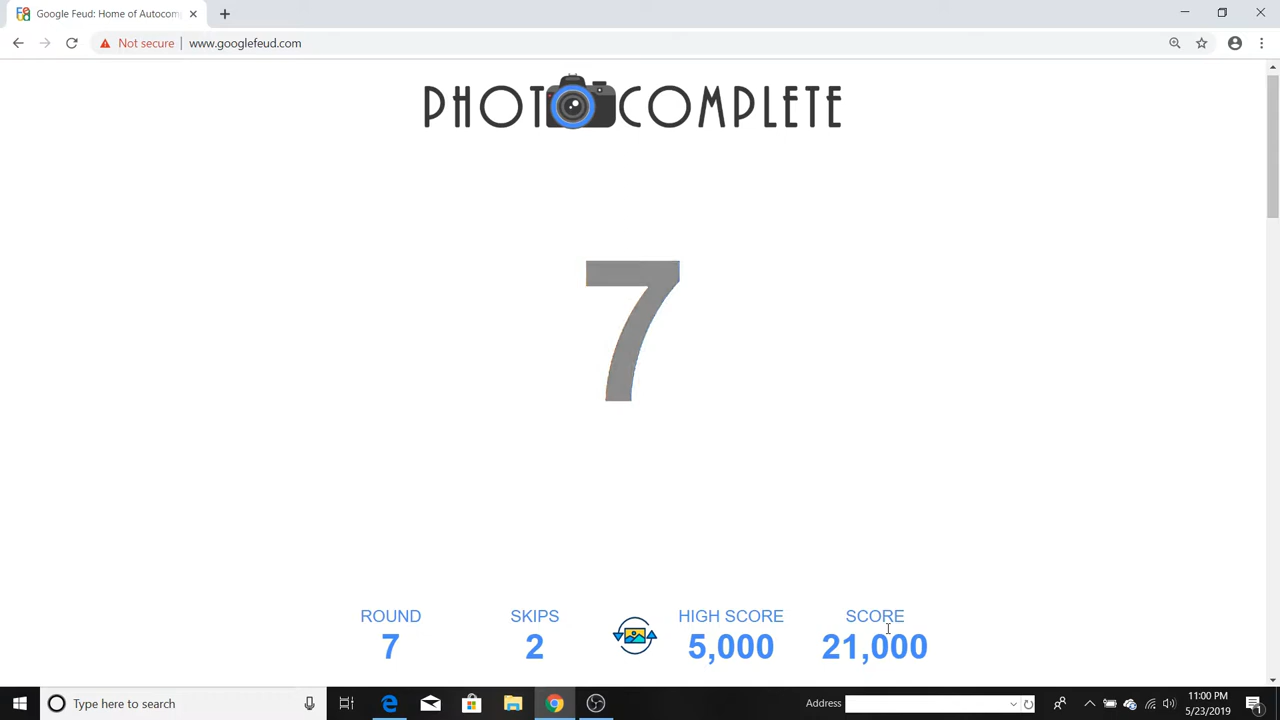 Google Feud: Home of Autocom
Not secure
www.googlefeud.com
PHOTOCOMPLETE
7
ROUND
SKIPS
HIGH SCORE
SCORE
7
2
5,000
21,000
Type here to search
Address
11:00 PM
5/23/2019
1